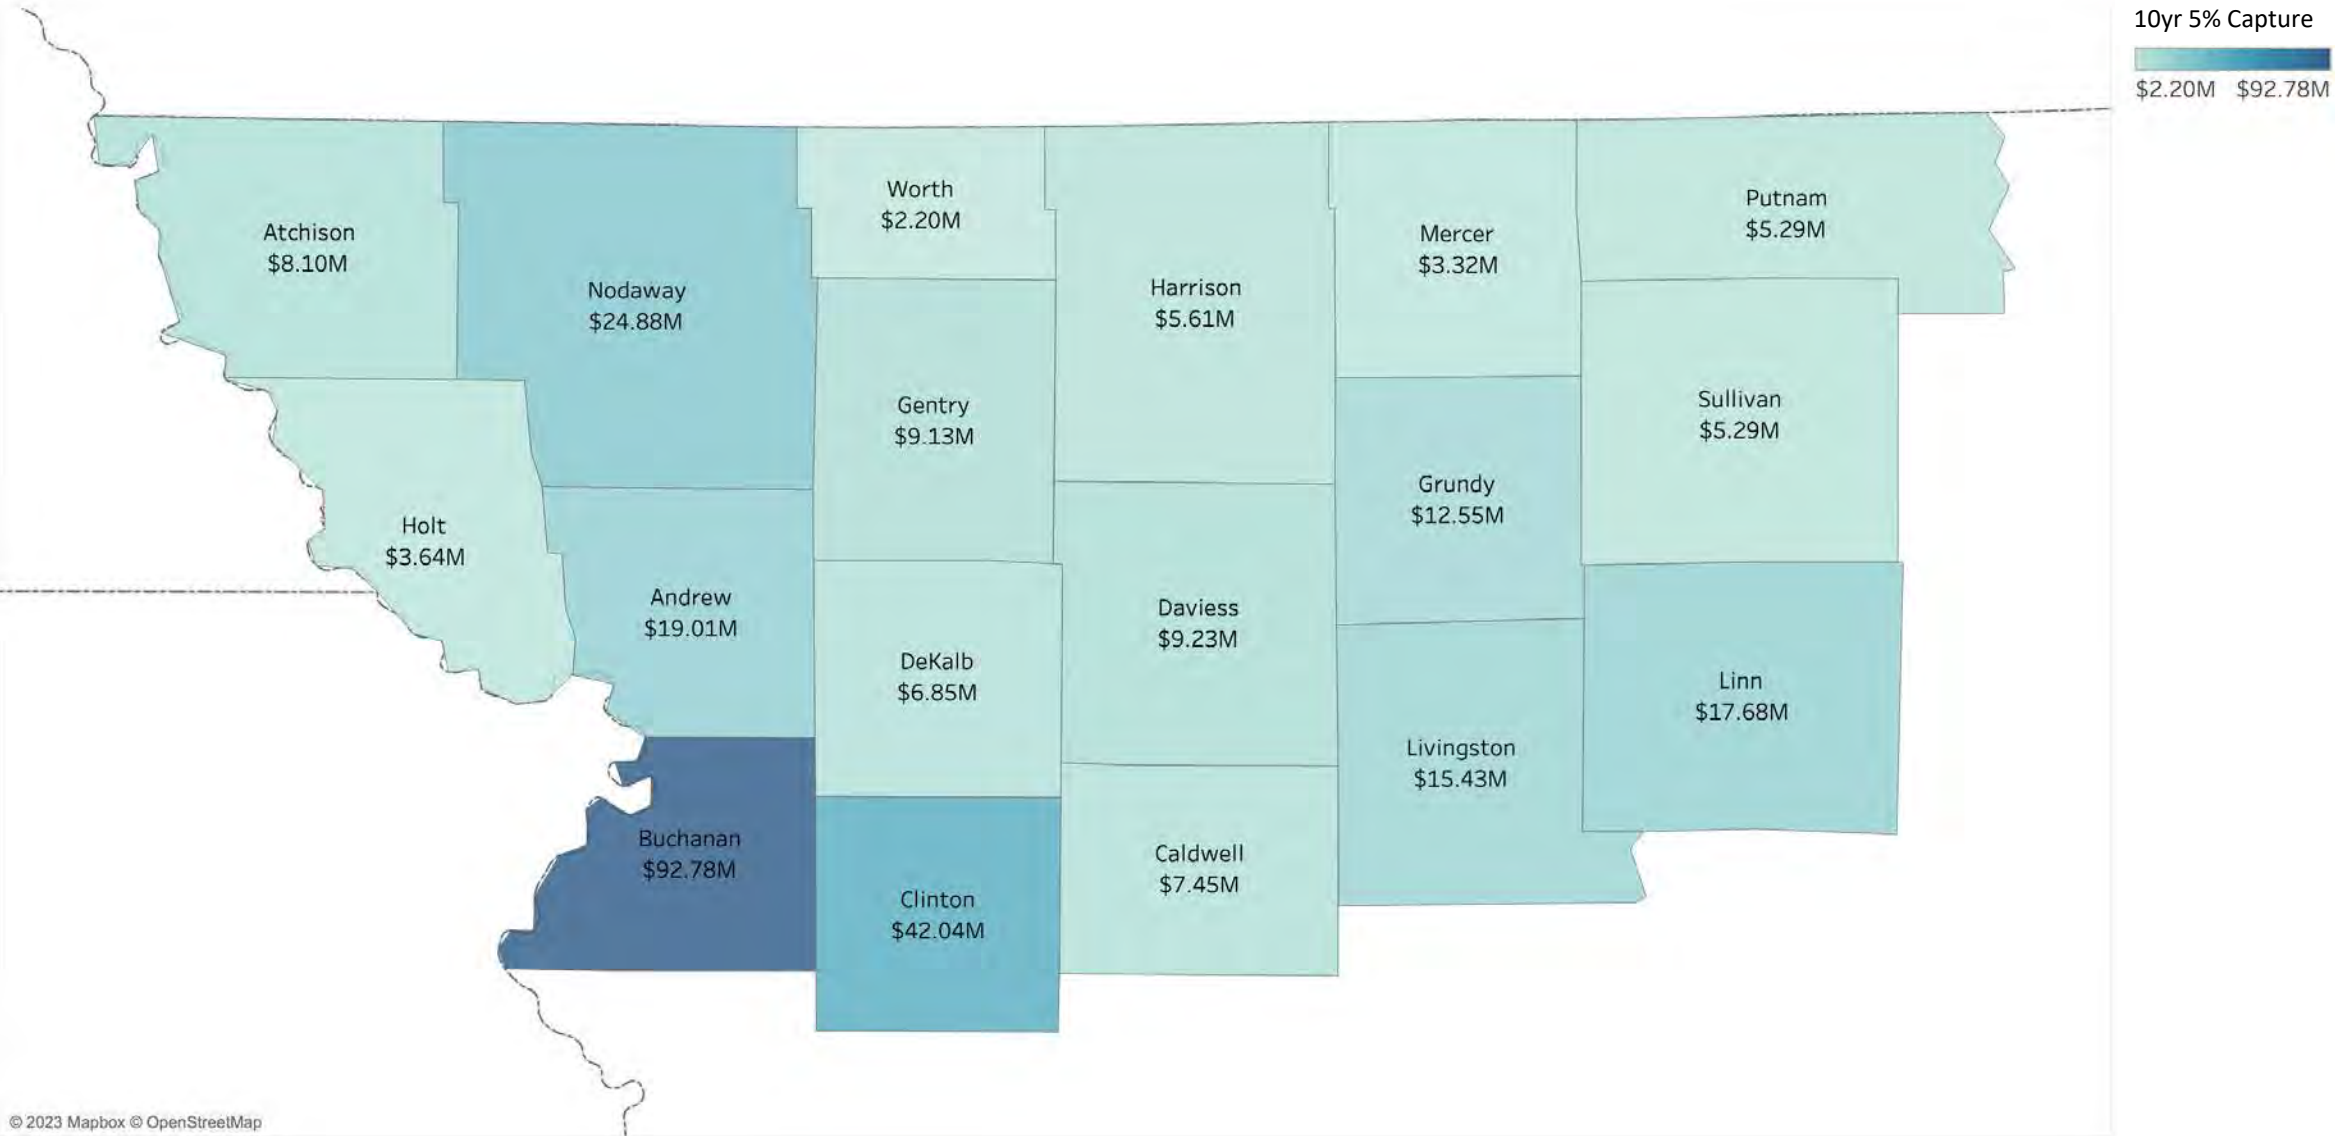 10yr 5% Capture
$2.20M $92.78M
Atchison
$8.10M
Nodaway
$24.88M
Worth
$2.20M
Harrison
$5.61M
Mercer
$3.32M
Putnam
$5.29M
Gentry
$9.13M
Sullivan
$5.29M
Holt
$3.64M
Grundy
$12.55M
Andrew
$19.01M
DeKalb
$6.85M
Daviess
$9.23M
Linn
$17.68M
Livingston
$15.43M
Buchanan
$92.78M
Clinton
$42.04M
Caldwell
$7.45M
© 2023 Mapbox © OpenStreetMap